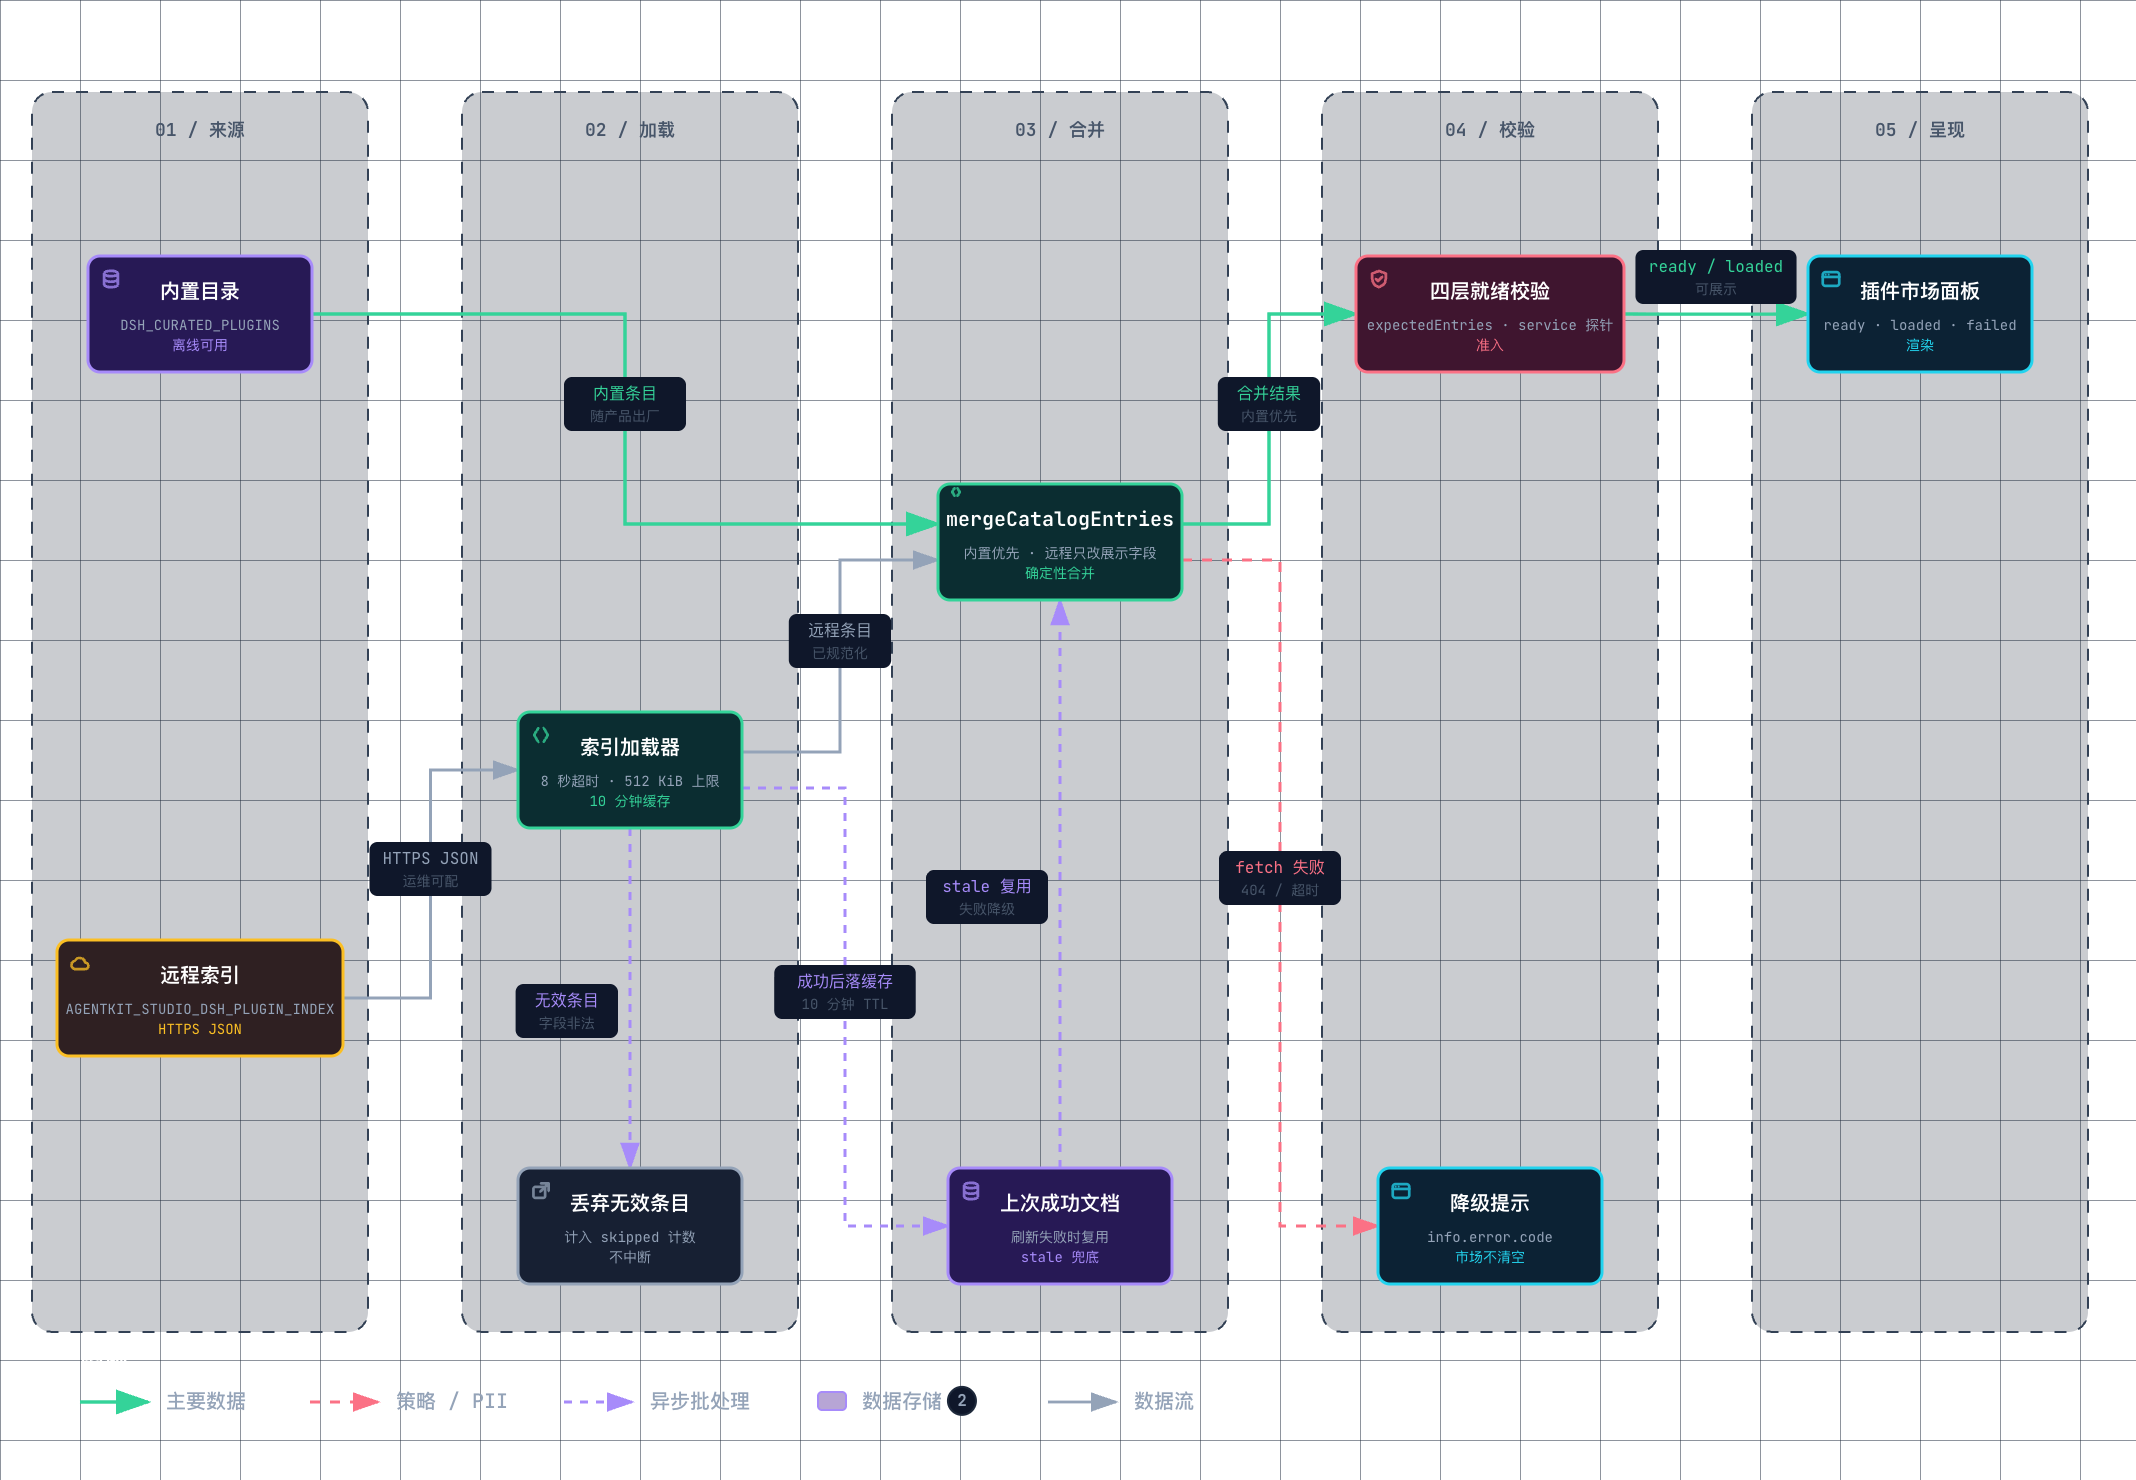 01 / 来源
02 / 加载
03 / 合并
04 / 校验
05 / 呈现
内置目录
DSH_CURATED_PLUGINS
离线可用
内置条目
随产品出厂
合并结果
内置优先
四层就绪校验
expectedEntries · service 探针
准入
ready / loaded
可展示
插件市场面板
ready · loaded · failed
渲染
mergeCatalogEntries
内置优先 · 远程只改展示字段
确定性合并
远程条目
已规范化
索引加载器
8 秒超时 · 512 KiB 上限
10 分钟缓存
HTTPS JSON
运维可配
stale 复用
失败降级
fetch 失败
404 / 超时
远程索引
AGENTKIT_STUDIO_DSH_PLUGIN_INDEX
HTTPS JSON
无效条目
字段非法
成功后落缓存
10 分钟 TTL
丢弃无效条目
计入 skipped 计数
不中断
上次成功文档
刷新失败时复用
stale 兜底
降级提示
info.error.code
市场不清空
主要数据
策略 / PII
异步批处理
数据存储 2
数据流